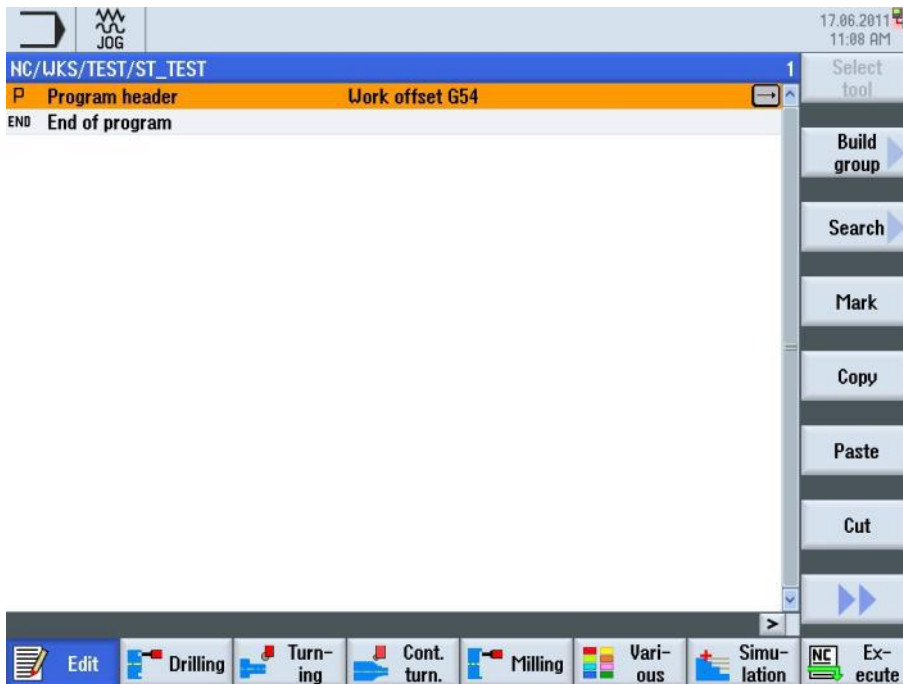 JOG
17.06.2011
11:08 AM
NC/WKS/TEST/ST_TEST 1
Select
tool
P Program header Work offset G54
END End of program
Build
group
Search
Mark
Copy
Paste
Cut
Edit
Drilling
Turn-
ing
Cont.
turn.
Milling
Vari-
ous
Simu-
lation
NC Ex-
ecute